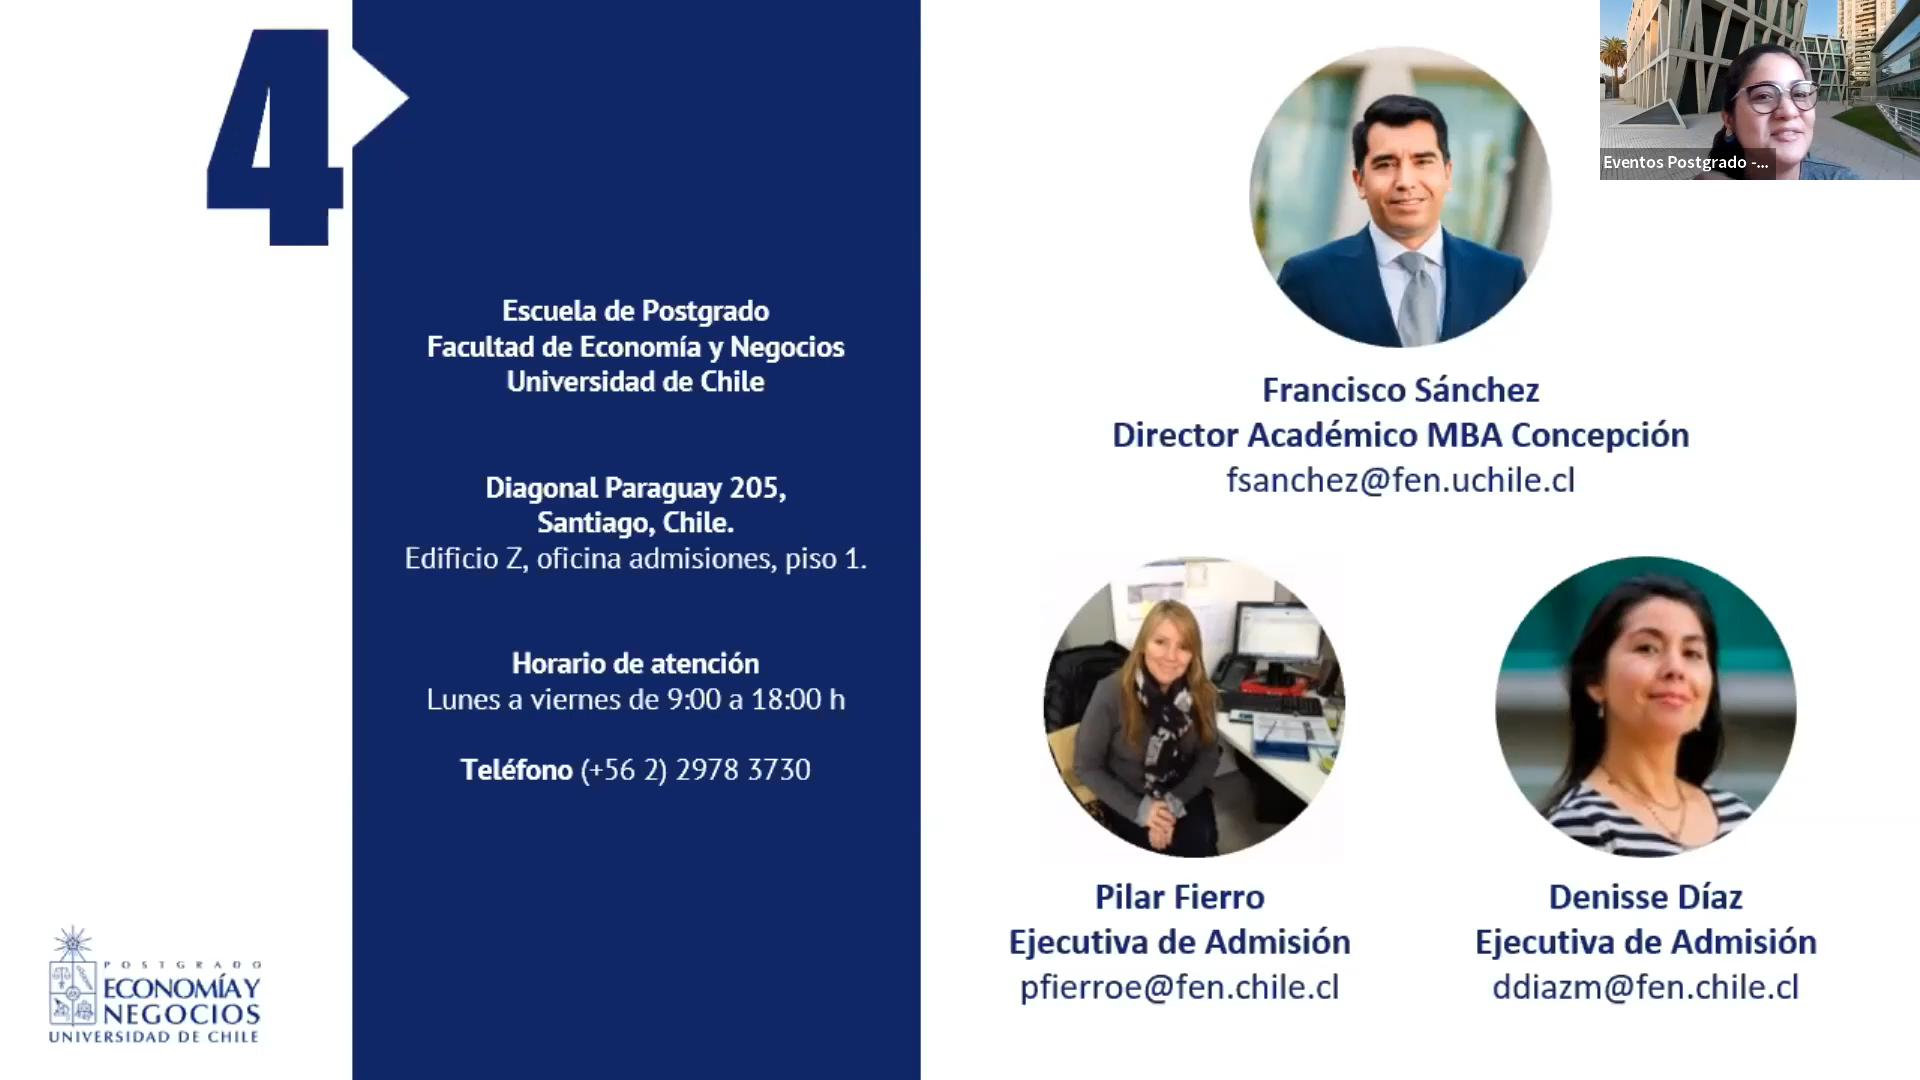 4
Escuela de Postgrado
Facultad de Economía y Negocios
Universidad de Chile
Diagonal Paraguay 205,
Santiago, Chile.
Edificio Z, oficina admisiones, piso 1.
Horario de atención
Lunes a viernes de 9:00 a 18:00 h
Teléfono (+56 2) 2978 3730
POSTGRADO
ECONOMÍA Y
NEGOCIOS
UNIVERSIDAD DE CHILE
Francisco Sánchez
Director Académico MBA Concepción
fsanchez@fen.uchile.cl
Pilar Fierro
Ejecutiva de Admisión
pfierroe@fen.chile.cl
Denisse Díaz
Ejecutiva de Admisión
ddiazm@fen.chile.cl
Eventos Postgrado -...